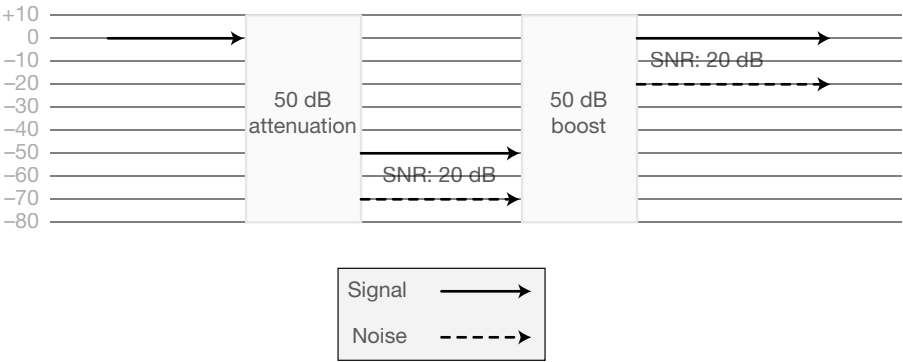 +10
0
–10
–20
–30
–40
–50
–60
–70
–80
50 dB
attenuation
SNR: 20 dB
50 dB
boost
SNR: 20 dB
Signal
Noise